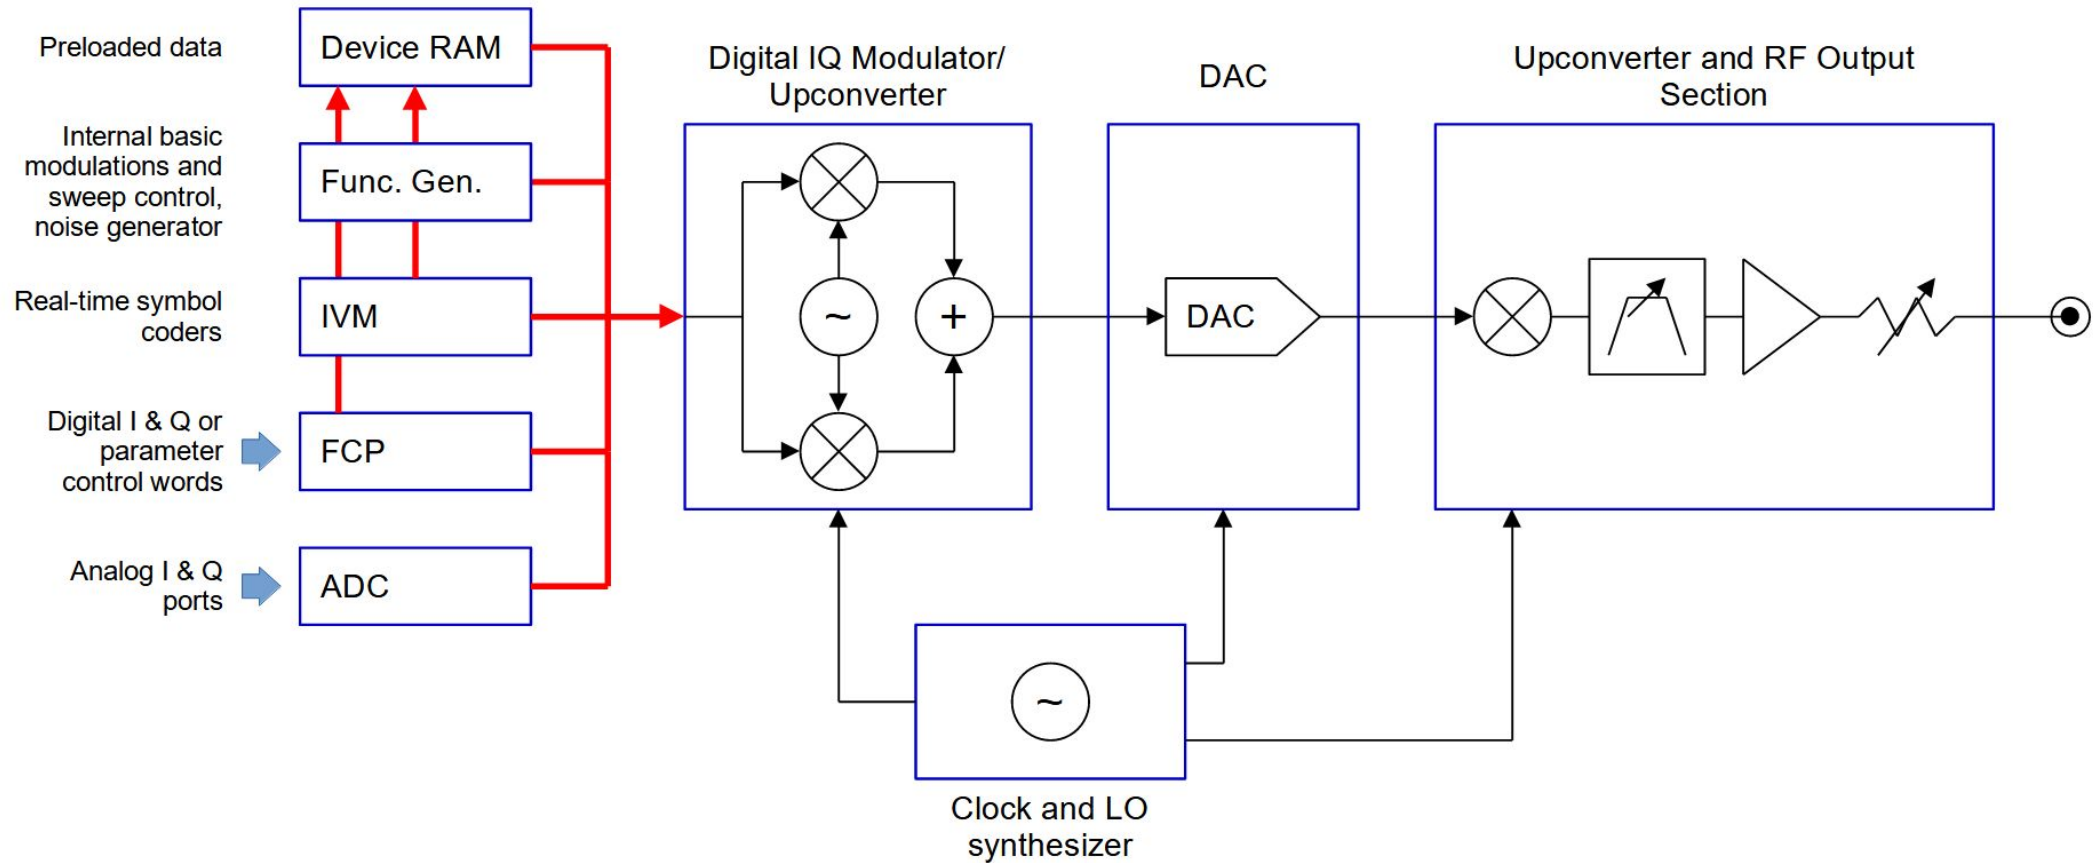 Preloaded data
Device RAM
Internal basic
modulations and
sweep control,
noise generator
Func. Gen.
Real-time symbol
coders
IVM
Digital I & Q or
parameter
control words
FCP
Analog I & Q
ports
ADC
Digital IQ Modulator/
Upconverter
~
+
DAC
DAC
Upconverter and RF Output
Section
~
Clock and LO
synthesizer